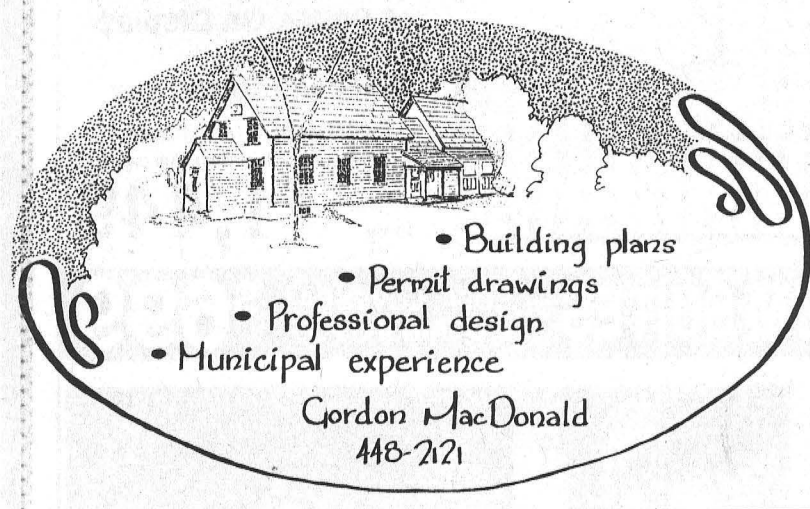 • Building plans
• Permit drawings
• Professional design
• Municipal experience
Gordon MacDonald
448-2121